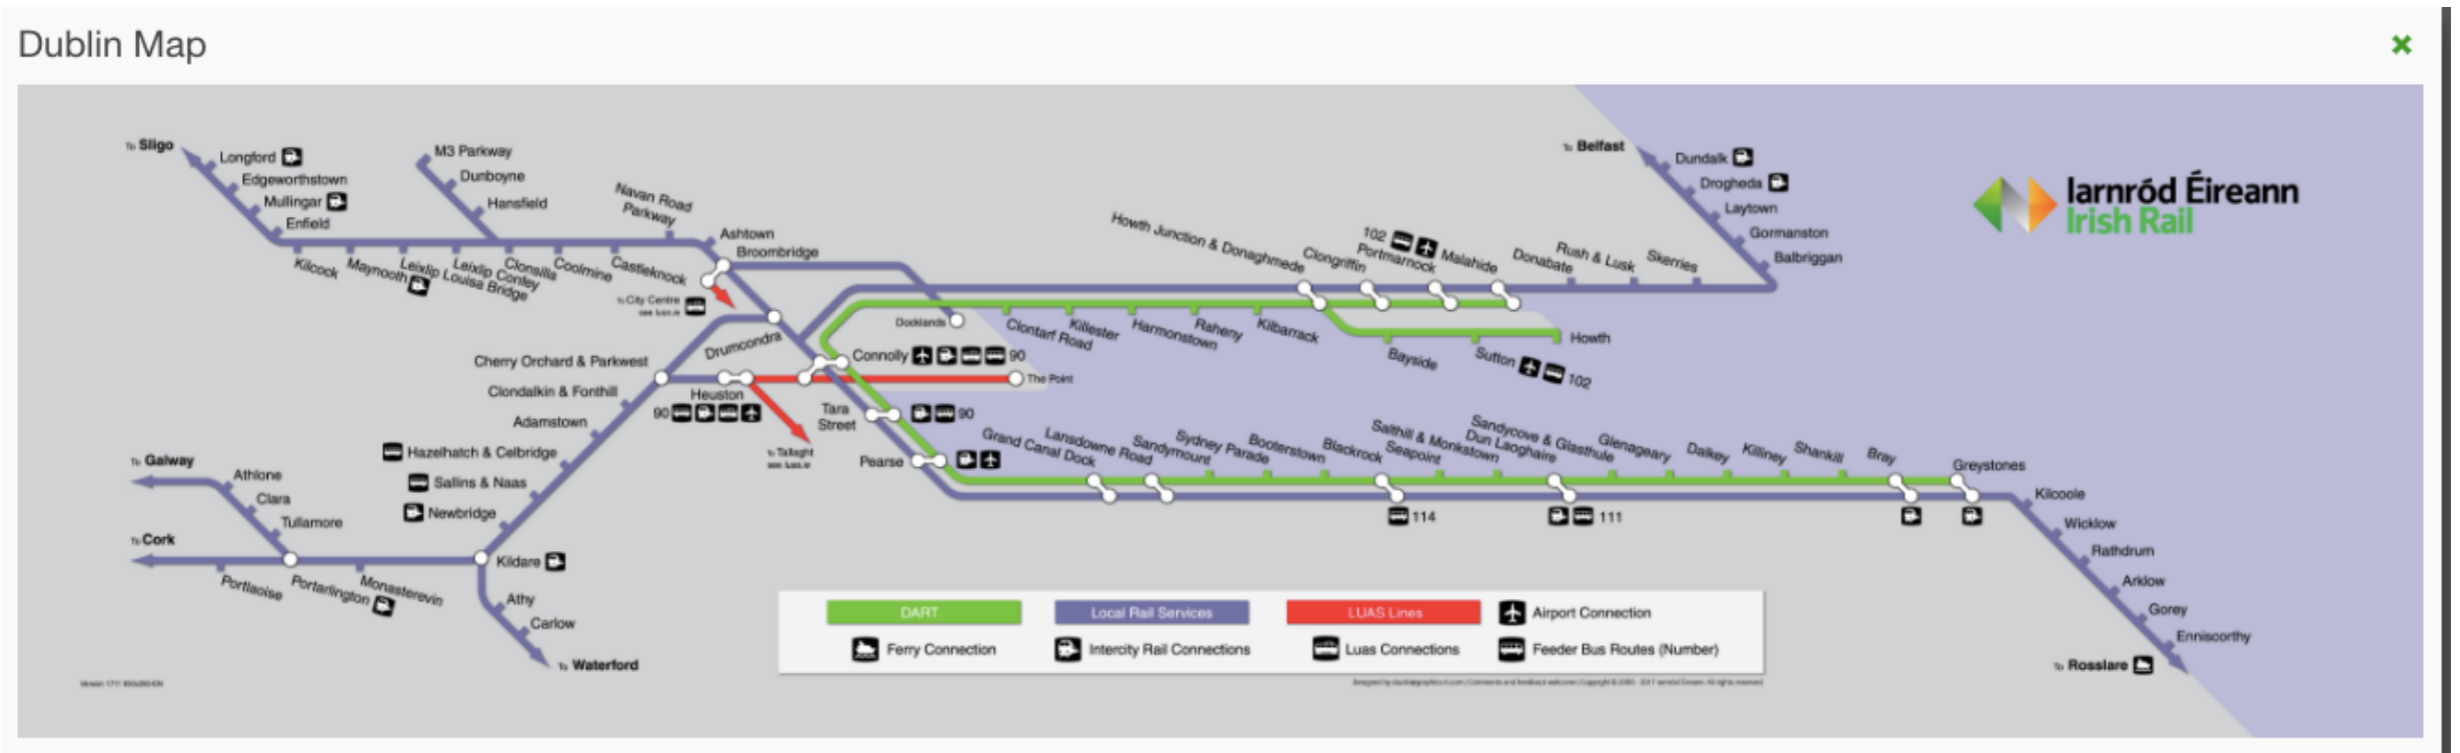 Dublin Map
To Sligo
Longford
Edgeworthstown
Mullingar
Enfield
Kilcock
Maynooth
Leixlip Louisa Bridge
Leixlip Confey
Clonsilla
Coolmine
Castleknock
M3 Parkway
Dunboyne
Hansfield
Navan Road
Parkway
Ashtown
Broombridge
To City Centre
see luas.ie
Drumcondra
Docklands
Connolly
90
The Point
Cherry Orchard & Parkwest
Clondalkin & Fonthill
Adamstown
Hazelhatch & Celbridge
Sallins & Naas
Newbridge
Kildare
Heuston
90
To Tallaght
see luas.ie
Tara
Street
90
Pearse
To Galway
Athlone
Clara
Tullamore
To Cork
Portlaoise
Portarlington
Monasterevin
Athy
Carlow
To Waterford
Howth Junction & Donaghmede
Clongriffin
Portmarnock
102
Malahide
Donabate
Rush & Lusk
Skerries
To Belfast
Dundalk
Drogheda
Laytown
Gormanston
Balbriggan
Iarnród Éireann
Irish Rail
Clontarf Road
Killester
Harmonstown
Raheny
Kilbarrack
Bayside
Sutton
102
Howth
Grand Canal Dock
Lansdowne Road
Sandymount
Sydney Parade
Booterstown
Blackrock
Seapoint
Salthill & Monkstown
Dun Laoghaire
Sandycove & Glasthule
Glenageary
Dalkey
Killiney
Shankill
Bray
Greystones
114
111
Kilcoole
Wicklow
Rathdrum
Arklow
Gorey
Enniscorthy
To Rosslare
DART
Local Rail Services
LUAS Lines
Airport Connection
Ferry Connection
Intercity Rail Connections
Luas Connections
Feeder Bus Routes (Number)